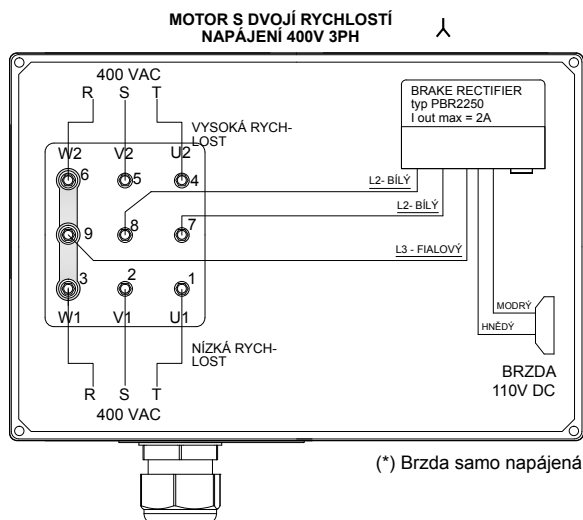 MOTOR S DVOJÍ RYCHLOSTÍ
NAPÁJENÍ 400V 3PH
400 VAC
R S T
VYSOKÁ RYCH-
LOST
W2 V2 U2
6 5 4
9 8 7
3 2 1
W1 V1 U1
NÍZKÁ RYCH-
LOST
R S T
400 VAC
BRAKE RECTIFIER
typ PBR2250
I out max = 2A
L2- BÍLÝ
L2- BÍLÝ
L3 - FIALOVÝ
MODRÝ
HNĚDÝ
BRZDA
110V DC
(*) Brzda samo napájená